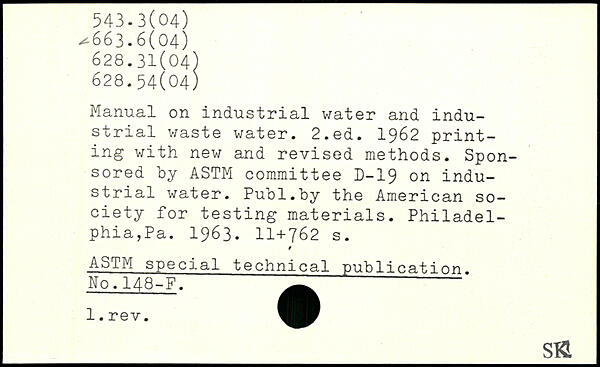 543.3(04)
663.6(04)
628.31(04)
628.54(04)
Manual on industrial water and indu-
strial waste water. 2.ed. 1962 print-
ing with new and revised methods. Spon-
sored by ASTM committee D-19 on indu-
strial water. Publ.by the American so-
ciety for testing materials. Philadel-
phia,Pa. 1963. 11+762 s.
ASTM special technical publication.
No.148-F.
1.rev.
SK